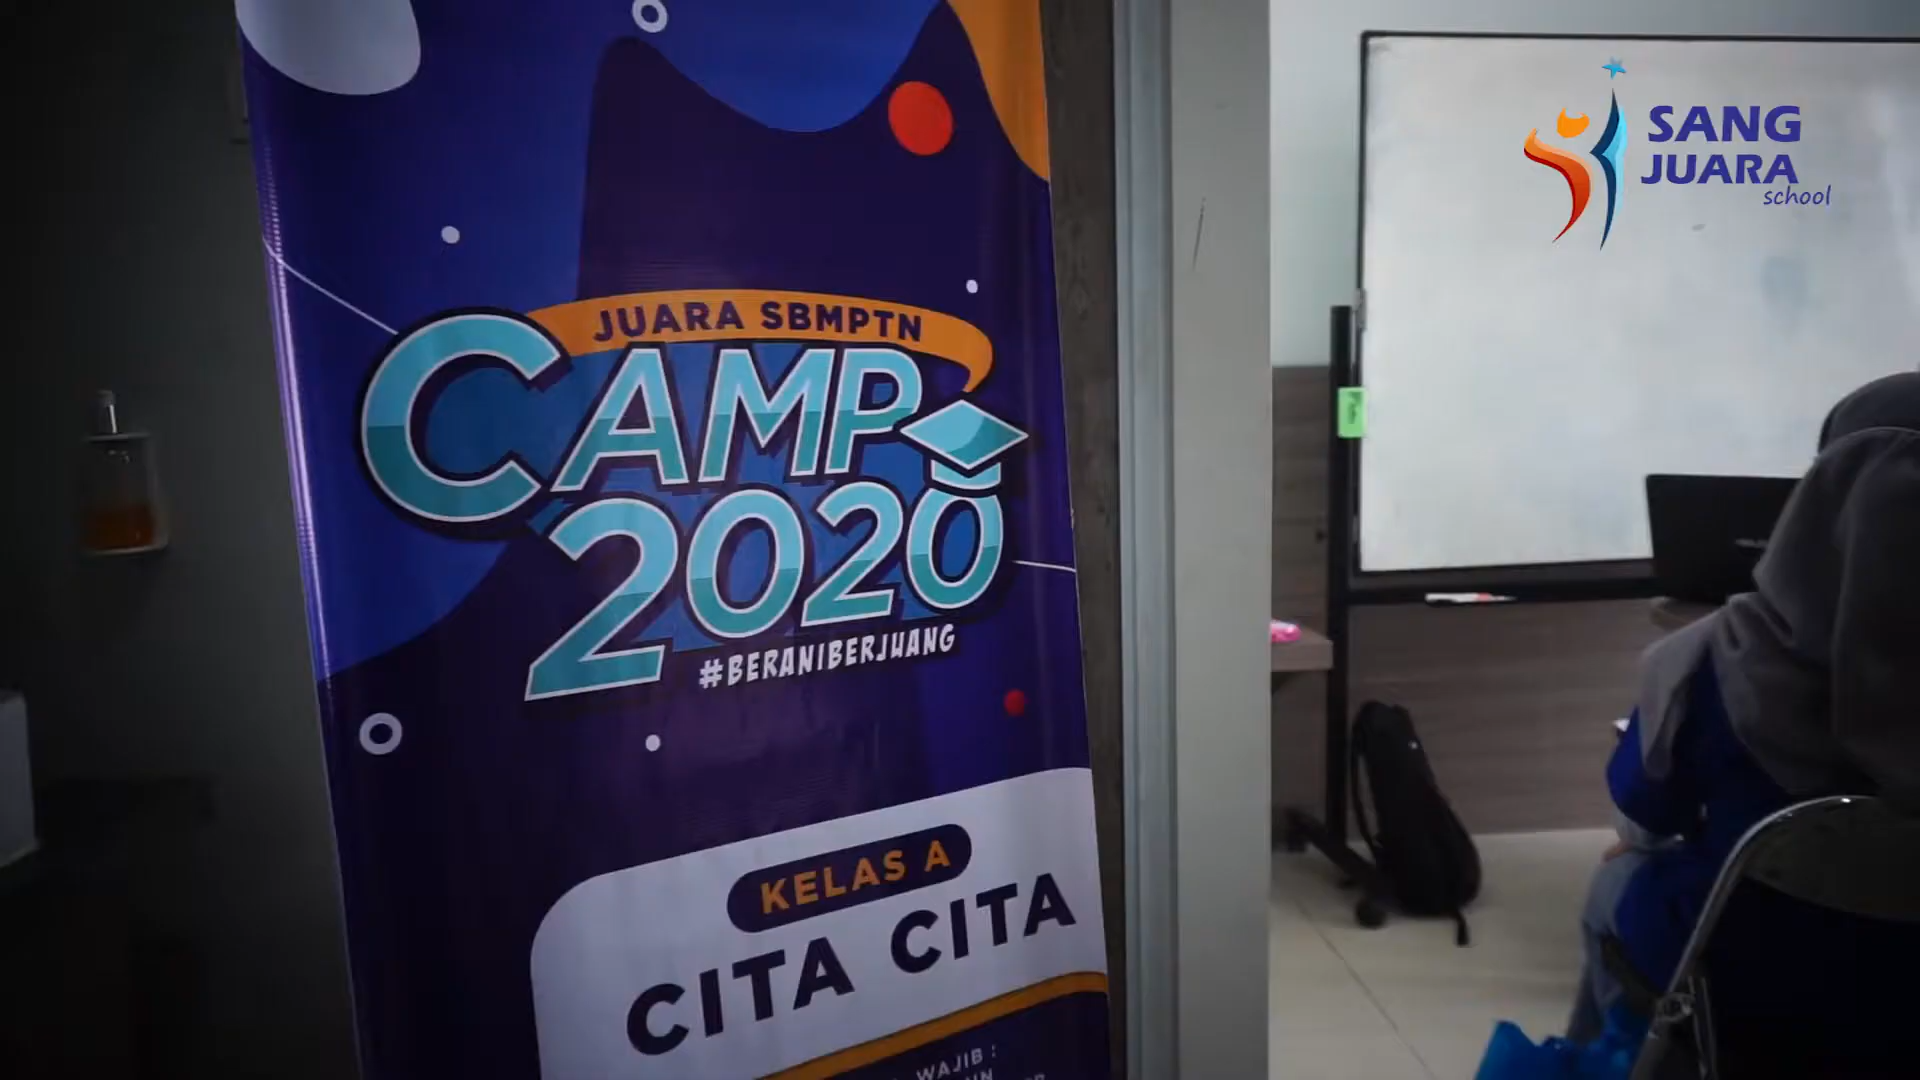 JUARA SBMPTN
CAMP
2020
#BERANIBERJUANG
KELAS A
CITA CITA
WAJIB :
SANG
JUARA
school